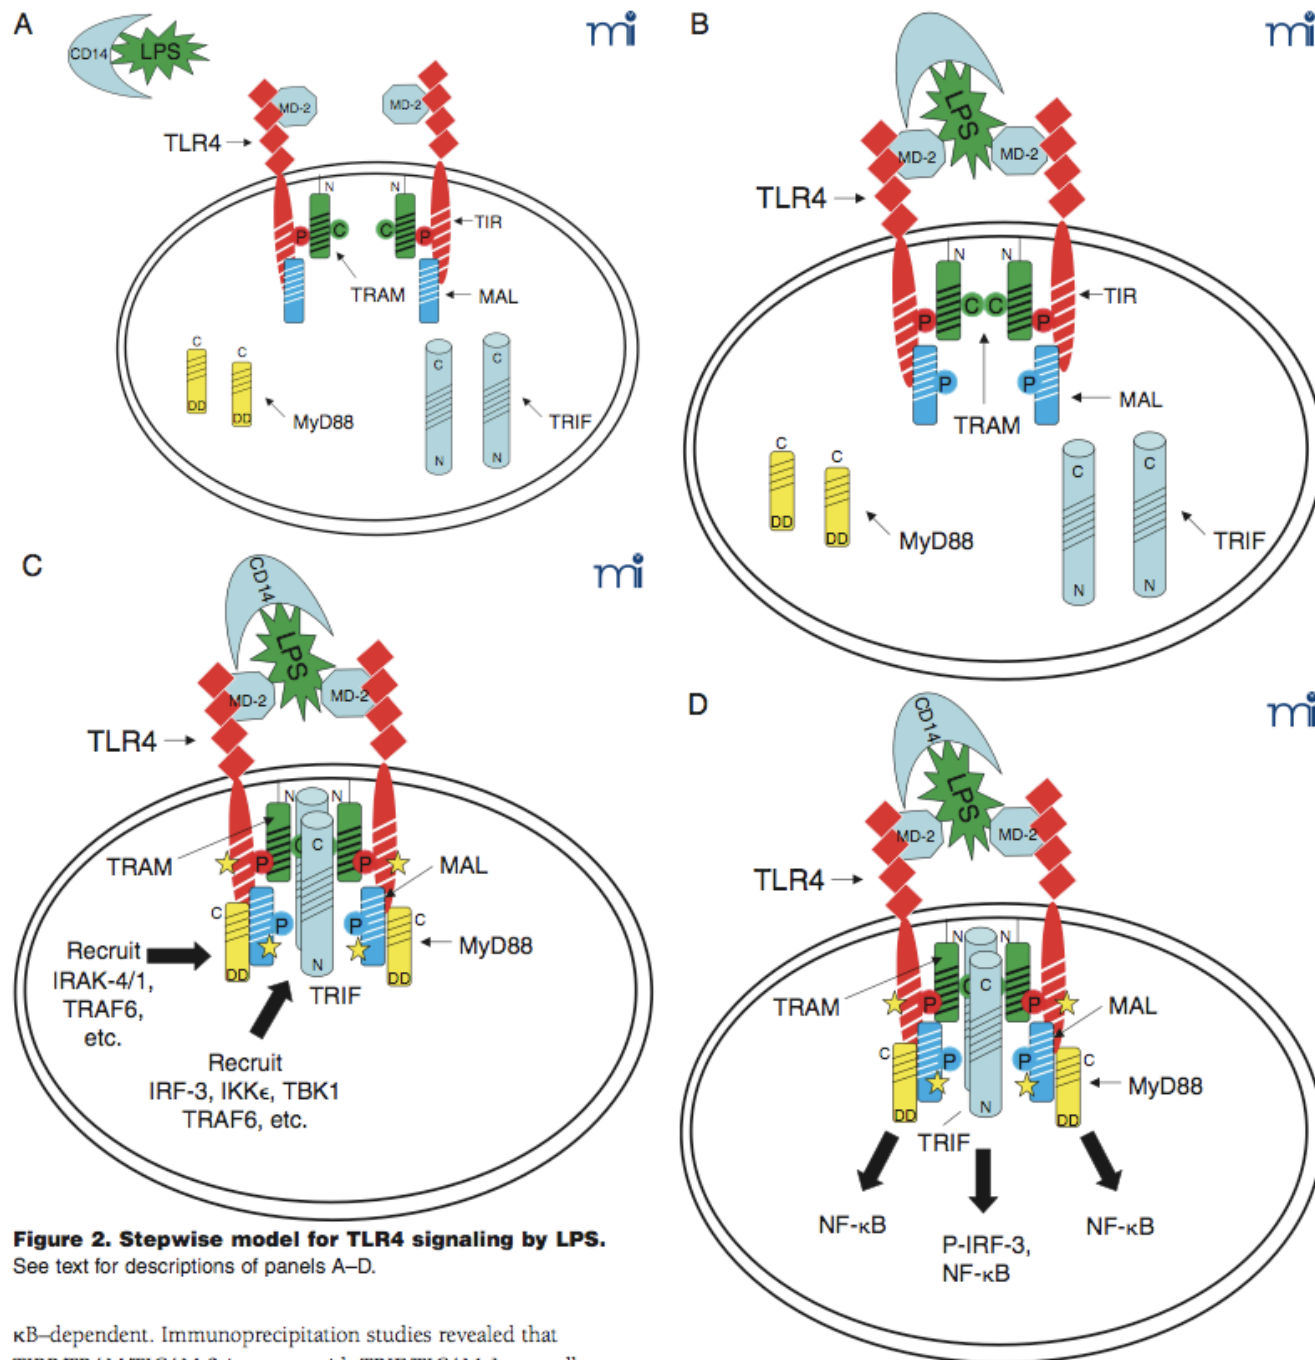 A
mi
CD14
LPS
MD-2
MD-2
TLR4
N
N
P
C
C
P
TIR
TRAM
MAL
C
C
DD
DD
MyD88
C
C
N
N
TRIF
B
mi
LPS
MD-2
MD-2
TLR4
N
N
C
C
P
P
TIR
P
P
TRAM
MAL
C
C
DD
DD
MyD88
C
C
N
N
TRIF
C
mi
CD14
LPS
MD-2
MD-2
TLR4
N
N
C
TRAM
P
P
MAL
C
C
P
P
MyD88
DD
DD
N
TRIF
Recruit
IRAK-4/1,
TRAF6,
etc.
Recruit
IRF-3, IKKϵ, TBK1
TRAF6, etc.
D
mi
CD14
LPS
MD-2
MD-2
TLR4
N
N
C
TRAM
P
P
MAL
C
C
P
P
MyD88
DD
DD
N
TRIF
NF-κB
NF-κB
P-IRF-3,
NF-κB
Figure 2. Stepwise model for TLR4 signaling by LPS.
See text for descriptions of panels A–D.
κB–dependent. Immunoprecipitation studies revealed that